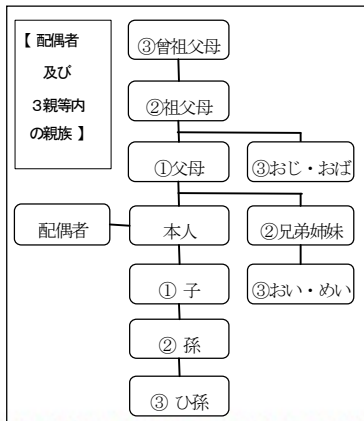 【 配偶者
及び
３親等内
の親族 】
③曾祖父母
②祖父母
①父母
③おじ・おば
配偶者
本人
②兄弟姉妹
① 子
③おい・めい
② 孫
③ ひ孫